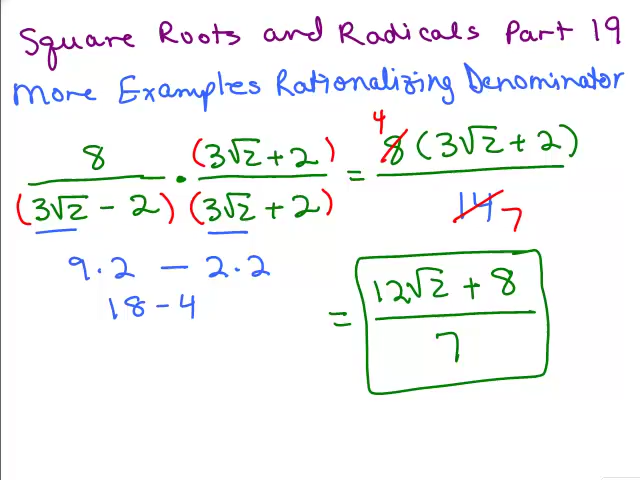 Square Roots and Radicals Part 19
More Examples Rationalizing Denominator
8 / (3√2 - 2) • (3√2 + 2) / (3√2 + 2) = 4 8 (3√2 + 2) / 14 7
9 • 2 - 2 • 2
18 - 4
= 12√2 + 8 / 7